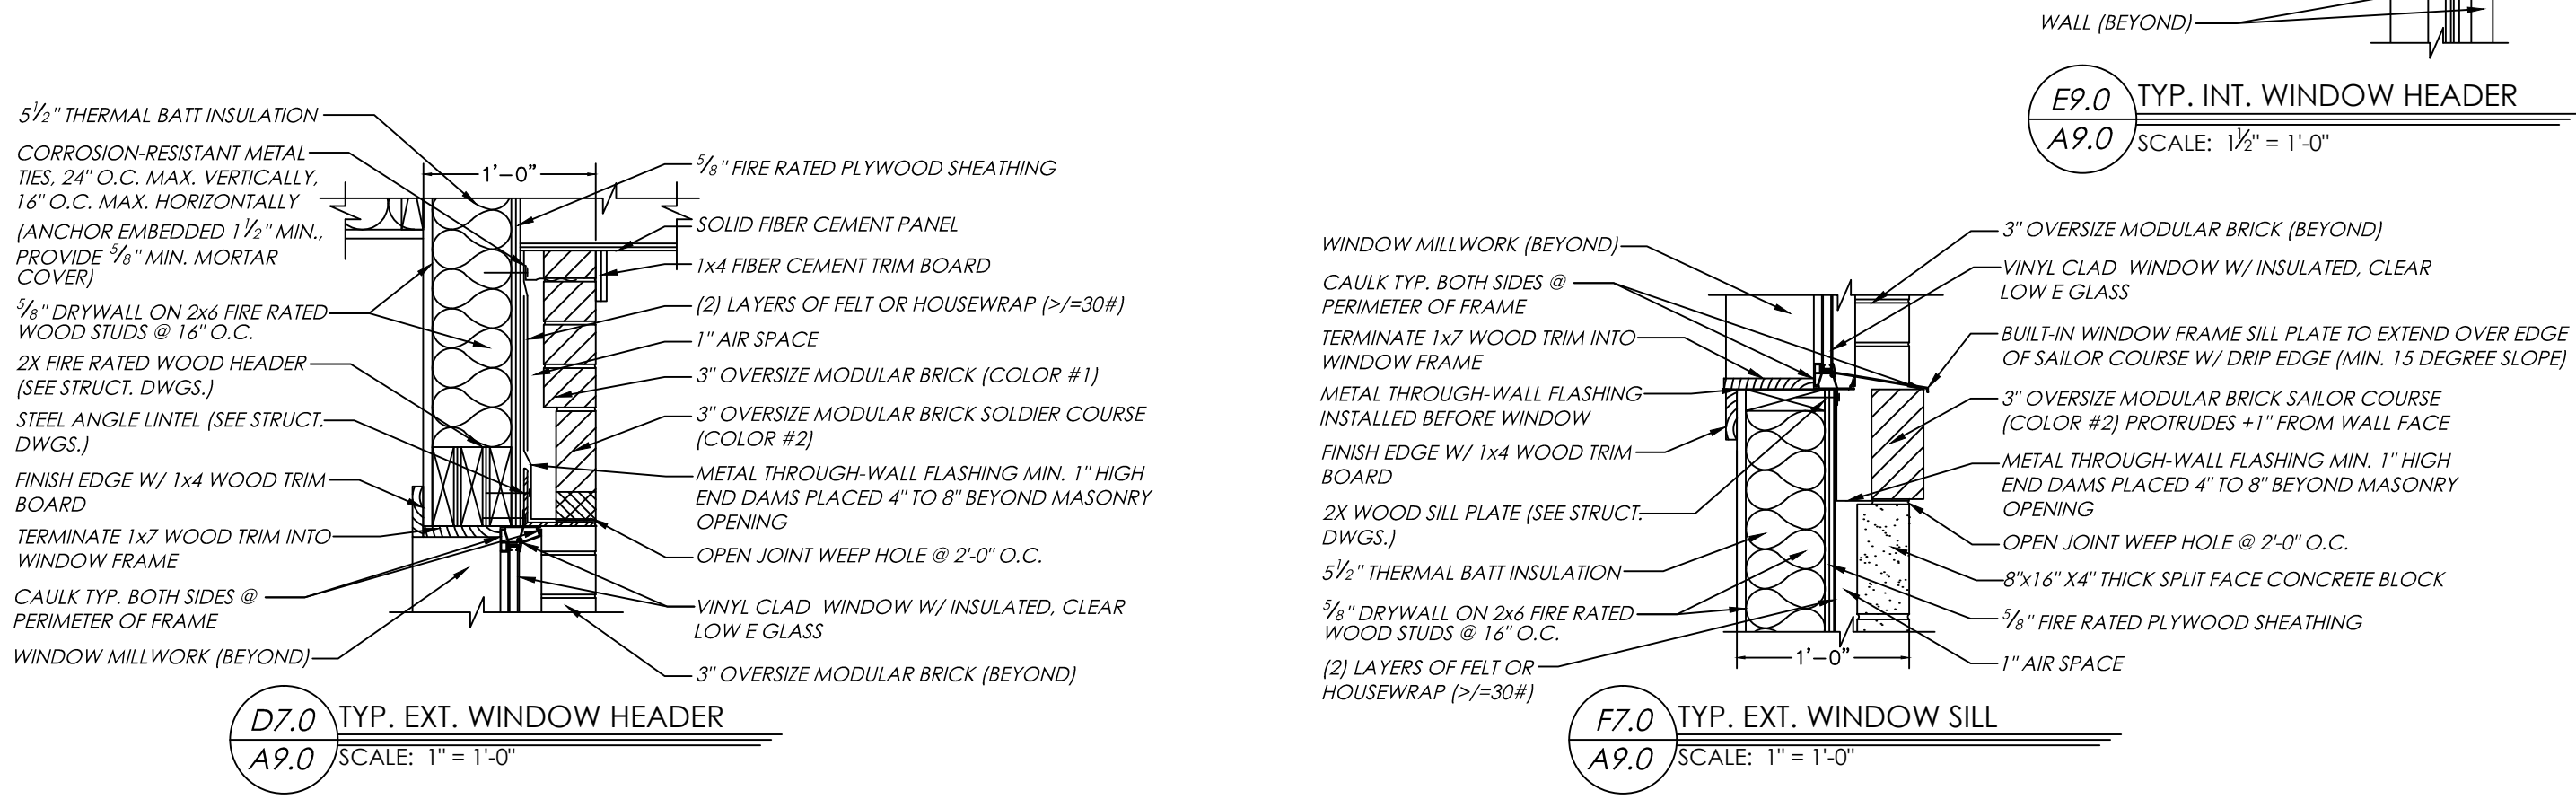 WALL (BEYOND)
E9.0
A9.0
TYP. INT. WINDOW HEADER
SCALE: 1½" = 1'-0"
5½" THERMAL BATT INSULATION
CORROSION-RESISTANT METAL
TIES, 24" O.C. MAX. VERTICALLY,
16" O.C. MAX. HORIZONTALLY
(ANCHOR EMBEDDED 1½" MIN.,
PROVIDE ⅝" MIN. MORTAR
COVER)
⅝" DRYWALL ON 2x6 FIRE RATED
WOOD STUDS @ 16" O.C.
2X FIRE RATED WOOD HEADER
(SEE STRUCT. DWGS.)
STEEL ANGLE LINTEL (SEE STRUCT.
DWGS.)
FINISH EDGE W/ 1x4 WOOD TRIM
BOARD
TERMINATE 1x7 WOOD TRIM INTO
WINDOW FRAME
CAULK TYP. BOTH SIDES @
PERIMETER OF FRAME
WINDOW MILLWORK (BEYOND)
1'-0"
⅝" FIRE RATED PLYWOOD SHEATHING
SOLID FIBER CEMENT PANEL
1x4 FIBER CEMENT TRIM BOARD
(2) LAYERS OF FELT OR HOUSEWRAP (>/=30#)
1" AIR SPACE
3" OVERSIZE MODULAR BRICK (COLOR #1)
3" OVERSIZE MODULAR BRICK SOLDIER COURSE
(COLOR #2)
METAL THROUGH-WALL FLASHING MIN. 1" HIGH
END DAMS PLACED 4" TO 8" BEYOND MASONRY
OPENING
OPEN JOINT WEEP HOLE @ 2'-0" O.C.
VINYL CLAD WINDOW W/ INSULATED, CLEAR
LOW E GLASS
3" OVERSIZE MODULAR BRICK (BEYOND)
D7.0
A9.0
TYP. EXT. WINDOW HEADER
SCALE: 1" = 1'-0"
WINDOW MILLWORK (BEYOND)
CAULK TYP. BOTH SIDES @
PERIMETER OF FRAME
TERMINATE 1x7 WOOD TRIM INTO
WINDOW FRAME
METAL THROUGH-WALL FLASHING
INSTALLED BEFORE WINDOW
FINISH EDGE W/ 1x4 WOOD TRIM
BOARD
2X WOOD SILL PLATE (SEE STRUCT.
DWGS.)
5½" THERMAL BATT INSULATION
⅝" DRYWALL ON 2x6 FIRE RATED
WOOD STUDS @ 16" O.C.
(2) LAYERS OF FELT OR
HOUSEWRAP (>/=30#)
1'-0"
3" OVERSIZE MODULAR BRICK (BEYOND)
VINYL CLAD WINDOW W/ INSULATED, CLEAR
LOW E GLASS
BUILT-IN WINDOW FRAME SILL PLATE TO EXTEND OVER EDGE
OF SAILOR COURSE W/ DRIP EDGE (MIN. 15 DEGREE SLOPE)
3" OVERSIZE MODULAR BRICK SAILOR COURSE
(COLOR #2) PROTRUDES +1" FROM WALL FACE
METAL THROUGH-WALL FLASHING MIN. 1" HIGH
END DAMS PLACED 4" TO 8" BEYOND MASONRY
OPENING
OPEN JOINT WEEP HOLE @ 2'-0" O.C.
8"x16" X4" THICK SPLIT FACE CONCRETE BLOCK
⅝" FIRE RATED PLYWOOD SHEATHING
1" AIR SPACE
F7.0
A9.0
TYP. EXT. WINDOW SILL
SCALE: 1" = 1'-0"